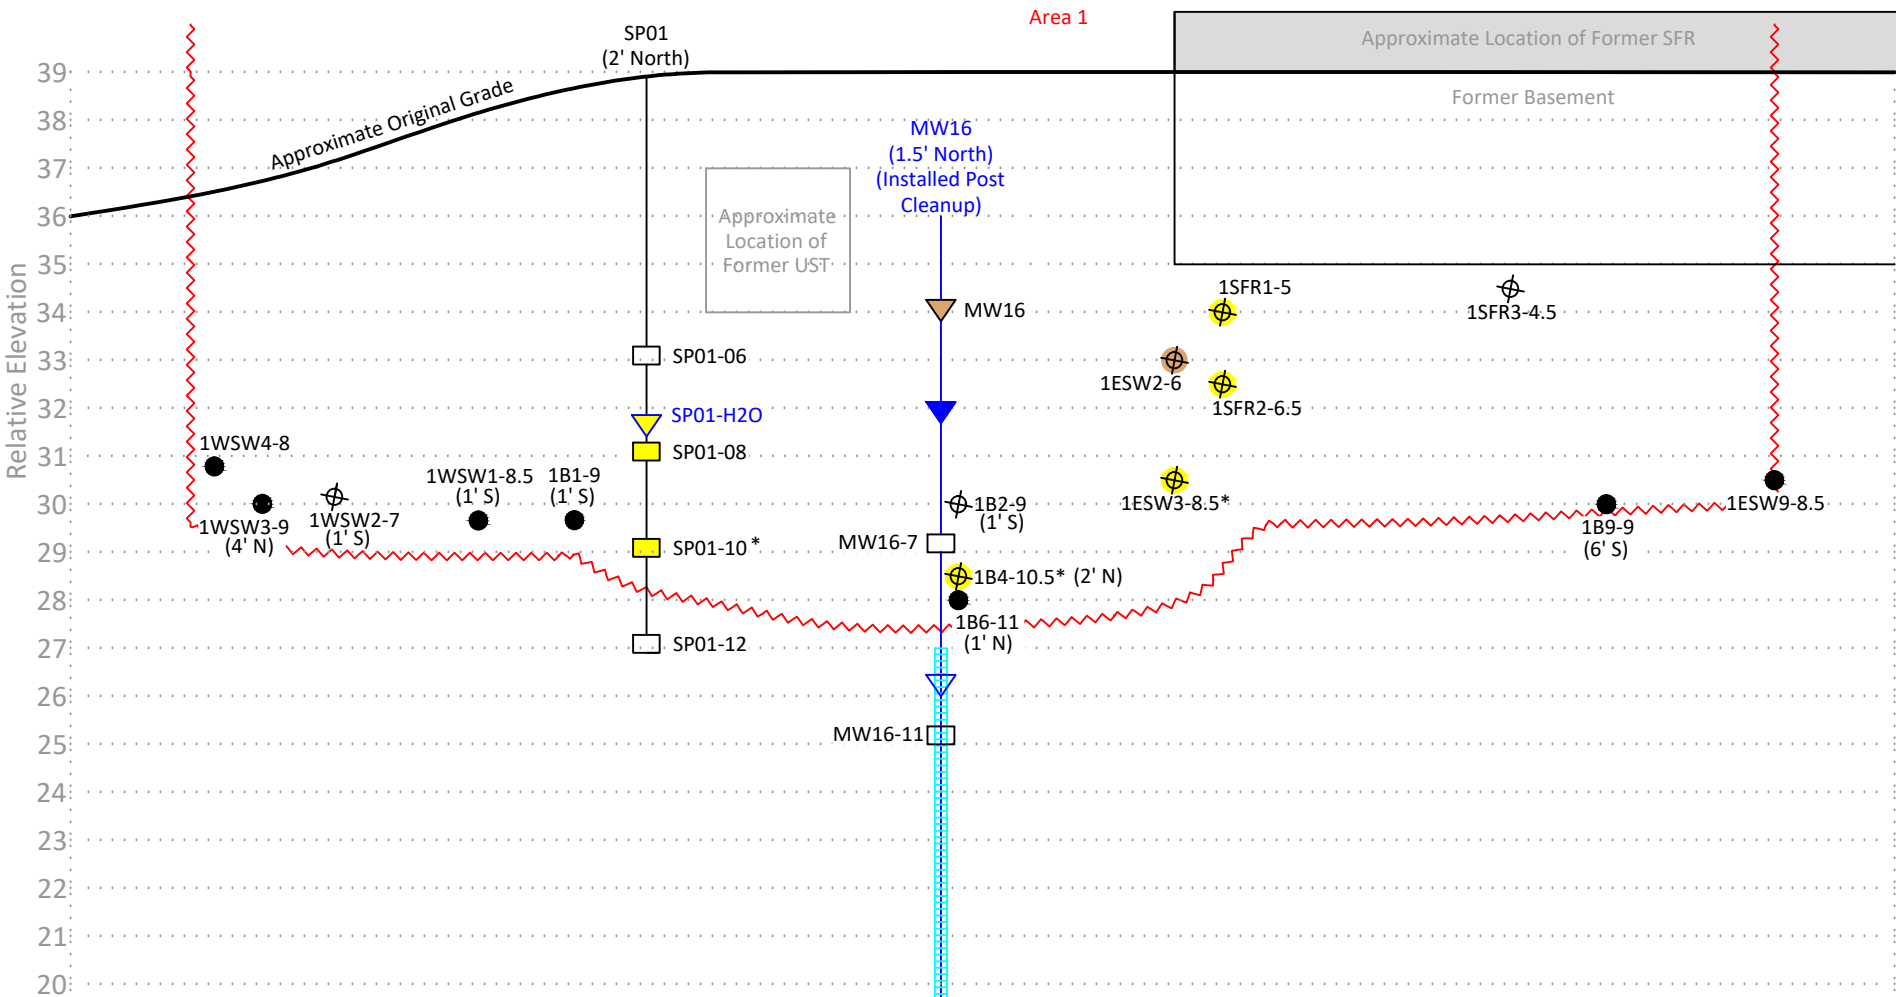 Area 1
SP01
(2' North)
Approximate Location of Former SFR
Former Basement
Approximate Original Grade
MW16
(1.5' North)
(Installed Post
Cleanup)
Approximate
Location of
Former UST
Relative Elevation
39
38
37
36
35
34
33
32
31
30
29
28
27
26
25
24
23
22
21
20
1SFR1-5
1SFR3-4.5
MW16
SP01-06
1ESW2-6
1SFR2-6.5
SP01-H2O
1WSW4-8
SP01-08
1WSW1-8.5
(1' S)
1B1-9
(1' S)
1WSW3-9
(4' N)
1WSW2-7
(1' S)
1B2-9
(1' S)
1ESW3-8.5*
1ESW9-8.5
1B9-9
(6' S)
SP01-10*
MW16-7
1B4-10.5* (2' N)
1B6-11
(1' N)
SP01-12
MW16-11